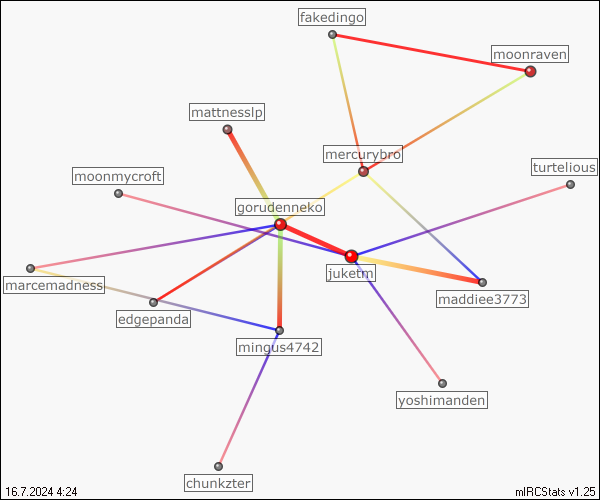 fakedingo
moonraven
mattnesslp
mercurybro
turtelious
moonmycroft
gorudenneko
juketm
marcemadness
maddiee3773
edgepanda
mingus4742
yoshimanden
chunkzter
16.7.2024 4:24
mIRCStats v1.25